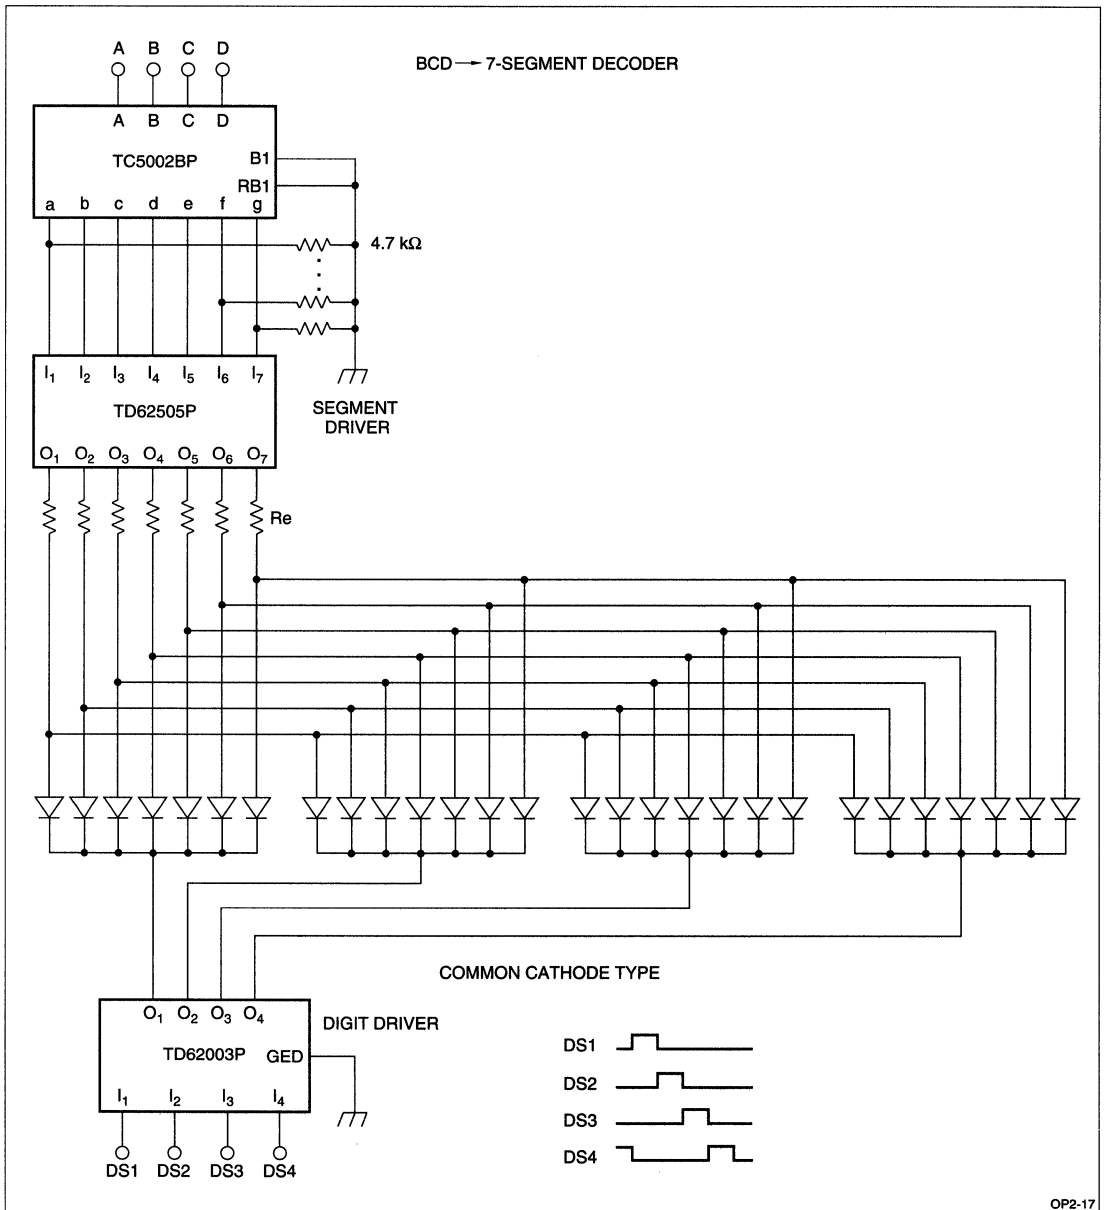 A B C D
BCD → 7-SEGMENT DECODER
A B C D
TC5002BP
B1
RB1
a b c d e f g
4.7 kΩ
I1 I2 I3 I4 I5 I6 I7
TD62505P
SEGMENT
DRIVER
O1 O2 O3 O4 O5 O6 O7
Re
COMMON CATHODE TYPE
O1 O2 O3 O4
DIGIT DRIVER
TD62003P
GED
I1 I2 I3 I4
DS1 DS2 DS3 DS4
DS1
DS2
DS3
DS4
OP2-17